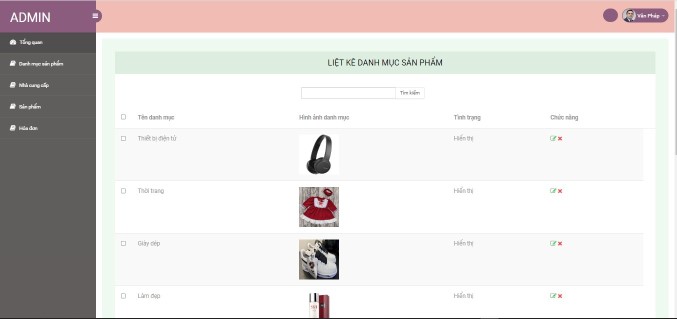 ADMIN
Văn Pháp
Tổng quan
Danh mục sản phẩm
Nhà cung cấp
Sản phẩm
Hóa đơn
LIỆT KÊ DANH MỤC SẢN PHẨM
Tìm kiếm
Tên danh mục Hình ảnh danh mục Tình trạng Chức năng
Thiết bị điện tử Hiển thị
Thời trang Hiển thị
Giày dép Hiển thị
Làm đẹp Hiển thị